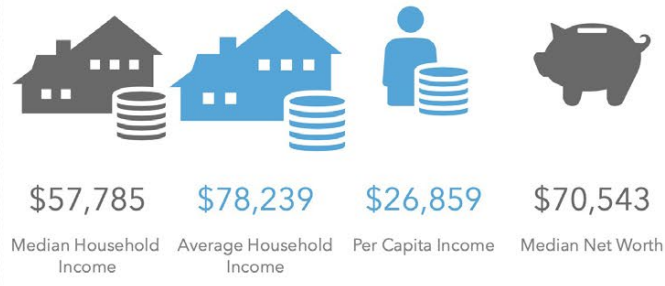 $57,785
$78,239
$26,859
$70,543
Median Household
Income
Average Household
Income
Per Capita Income
Median Net Worth